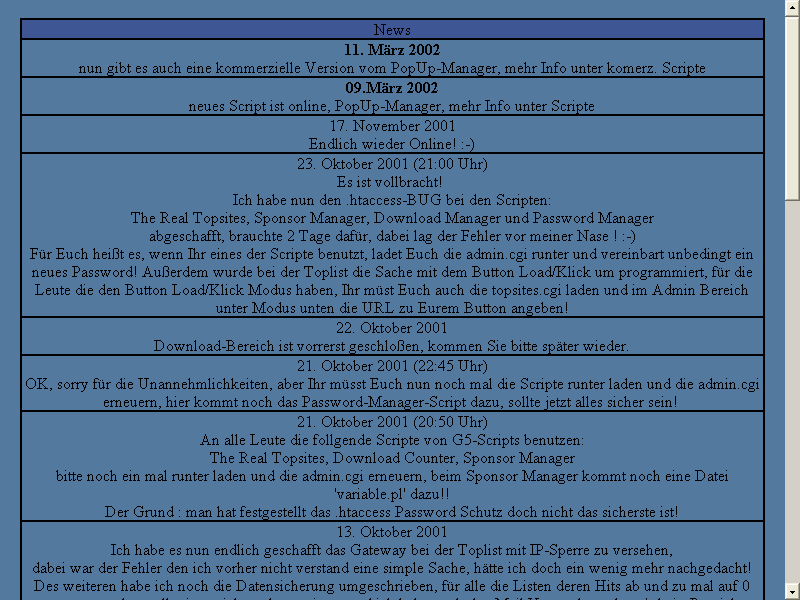 News
11. März 2002
nun gibt es auch eine kommerzielle Version vom PopUp-Manager, mehr Info unter komerz. Scripte
09.März 2002
neues Script ist online, PopUp-Manager, mehr Info unter Scripte
17. November 2001
Endlich wieder Online! :-)
23. Oktober 2001 (21:00 Uhr)
Es ist vollbracht!
Ich habe nun den .htaccess-BUG bei den Scripten:
The Real Topsites, Sponsor Manager, Download Manager und Password Manager
abgeschafft, brauchte 2 Tage dafür, dabei lag der Fehler vor meiner Nase ! :-)
Für Euch heißt es, wenn Ihr eines der Scripte benutzt, ladet Euch die admin.cgi runter und vereinbart unbedingt ein
neues Password! Außerdem wurde bei der Toplist die Sache mit dem Button Load/Klick um programmiert, für die
Leute die den Button Load/Klick Modus haben, Ihr müst Euch auch die topsites.cgi laden und im Admin Bereich
unter Modus unten die URL zu Eurem Button angeben!
22. Oktober 2001
Download-Bereich ist vorrerst geschloßen, kommen Sie bitte später wieder.
21. Oktober 2001 (22:45 Uhr)
OK, sorry für die Unannehmlichkeiten, aber Ihr müsst Euch nun noch mal die Scripte runter laden und die admin.cgi
erneuern, hier kommt noch das Password-Manager-Script dazu, sollte jetzt alles sicher sein!
21. Oktober 2001 (20:50 Uhr)
An alle Leute die follgende Scripte von G5-Scripts benutzen:
The Real Topsites, Download Counter, Sponsor Manager
bitte noch ein mal runter laden und die admin.cgi erneuern, beim Sponsor Manager kommt noch eine Datei
'variable.pl' dazu!!
Der Grund : man hat festgestellt das .htaccess Password Schutz doch nicht das sicherste ist!
13. Oktober 2001
Ich habe es nun endlich geschafft das Gateway bei der Toplist mit IP-Sperre zu versehen,
dabei war der Fehler den ich vorher nicht verstand eine simple Sache, hätte ich doch ein wenig mehr nachgedacht!
Des weiteren habe ich noch die Datensicherung umgeschrieben, für alle die Listen deren Hits ab und zu mal auf 0